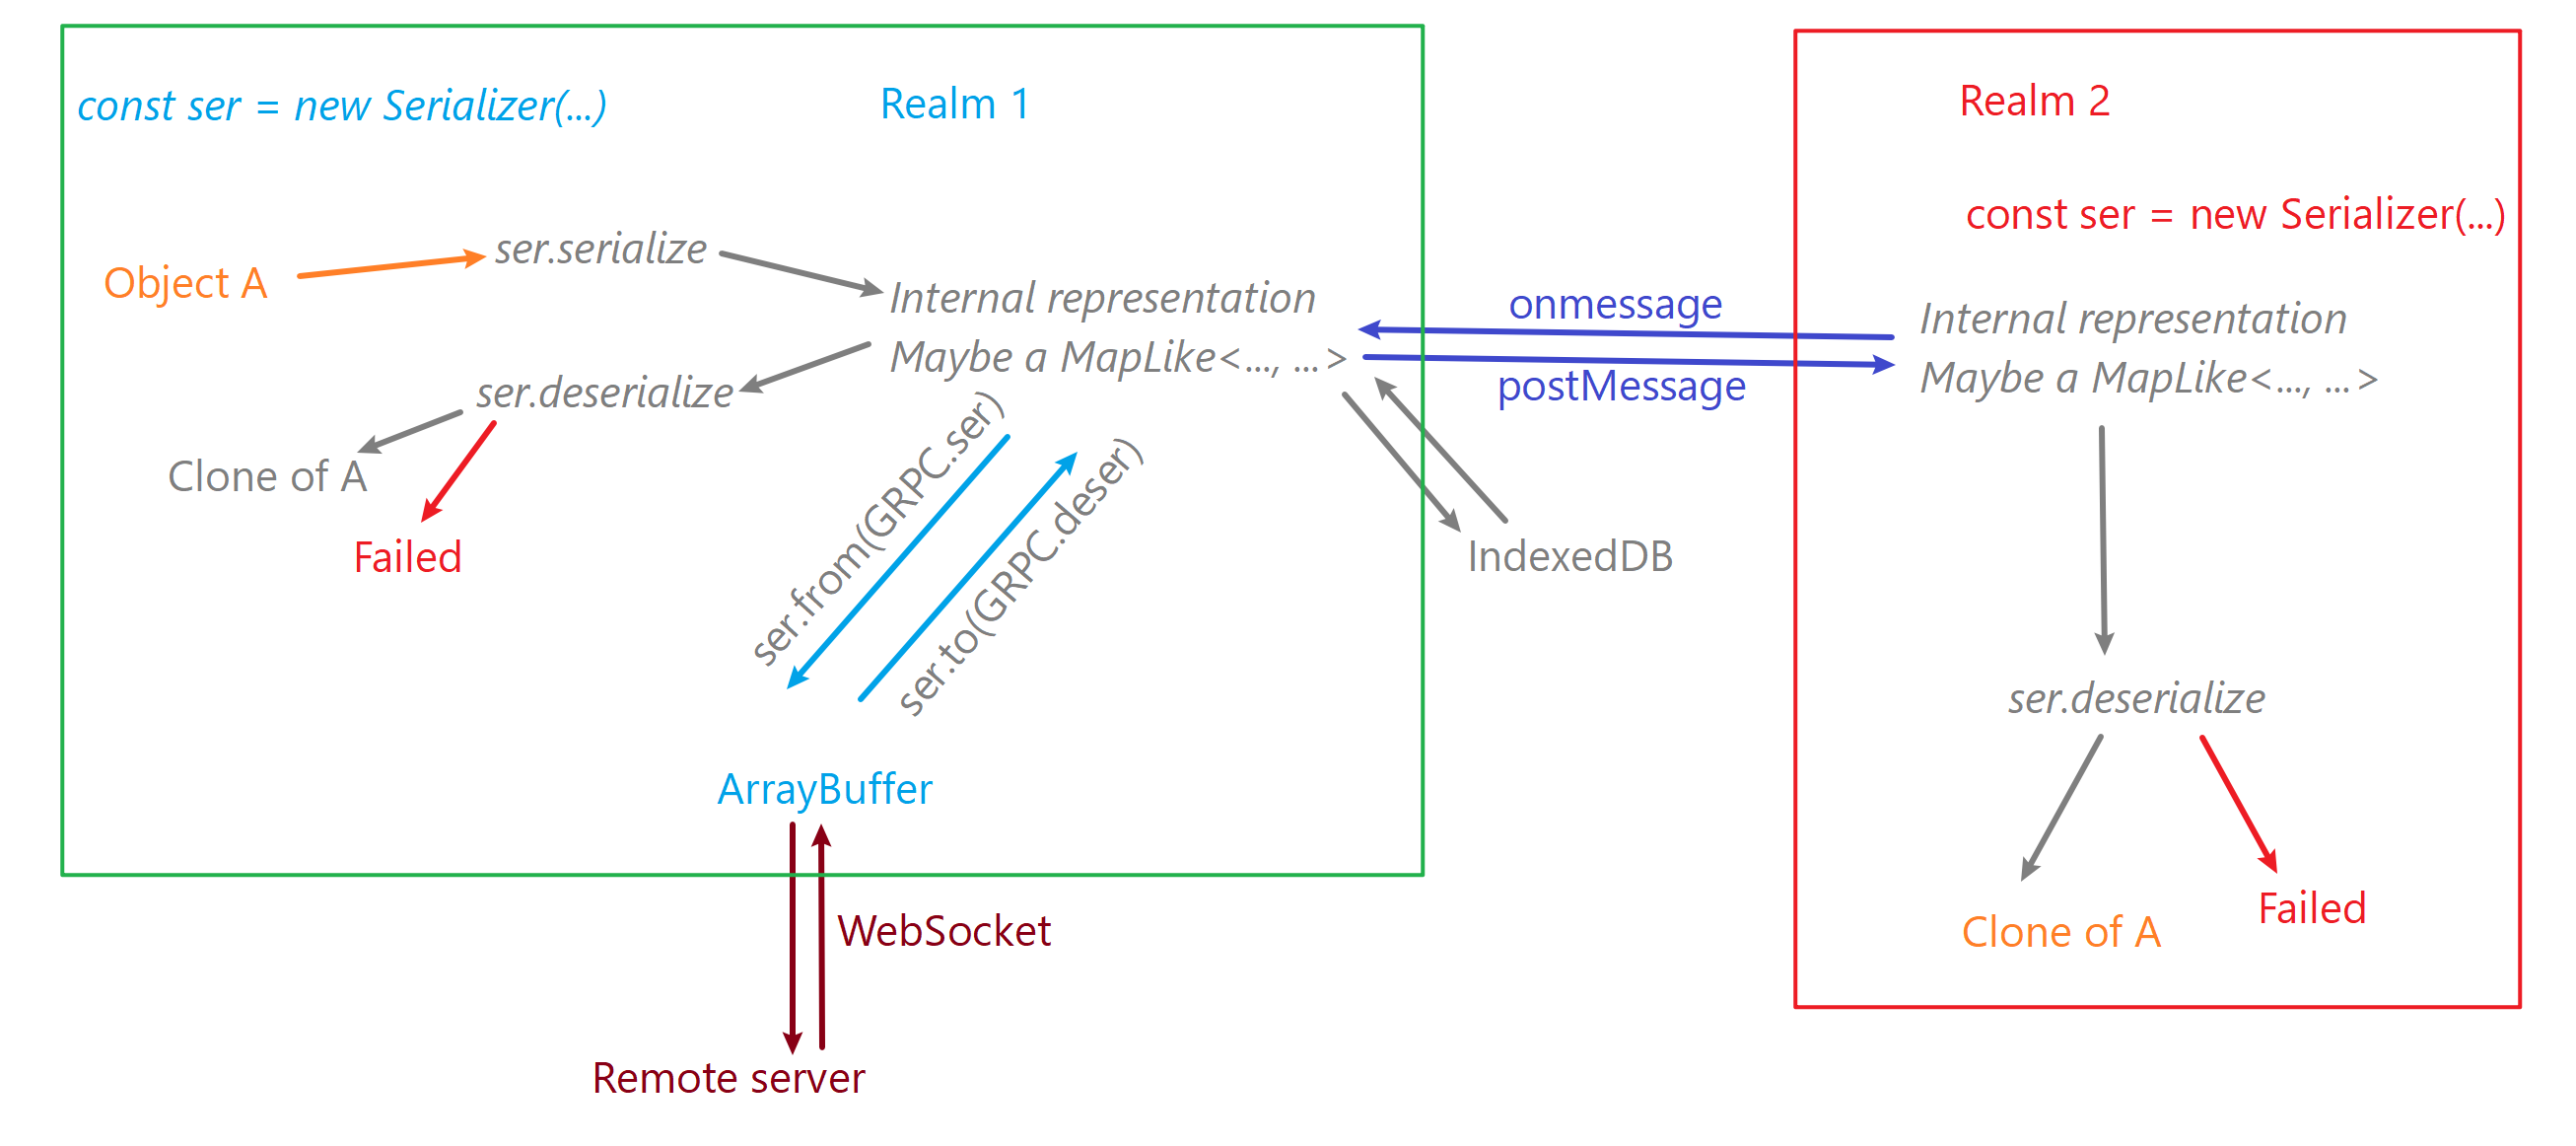 const ser = new Serializer(...)
Realm 1
Object A
ser.serialize
Internal representation
Maybe a MapLike<..., ...>
ser.deserialize
Clone of A
Failed
ser.from(GRPC.ser)
ser.to(GRPC.deser)
ArrayBuffer
WebSocket
Remote server
onmessage
postMessage
IndexedDB
Realm 2
const ser = new Serializer(...)
Internal representation
Maybe a MapLike<..., ...>
ser.deserialize
Clone of A
Failed